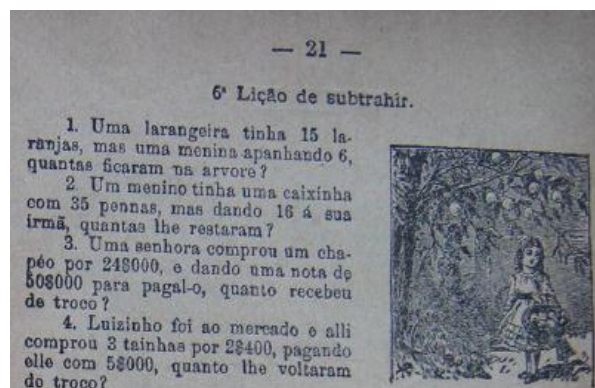 — 21 —
6ª Lição de subtrahir.
1. Uma larangeira tinha 15 la-
ranjas, mas uma menina apanhando 6,
quantas ficaram na arvore?
2. Um menino tinha uma caixinha
com 35 pennas, mas dando 16 á sua
irmã, quantas lhe restaram?
3. Uma senhora comprou um cha-
péo por 24$000, e dando uma nota de
50$000 para pagal-o, quanto recebeu
de troco?
4. Luizinho foi ao mercado e alli
comprou 3 tainhas por 2$400, pagando
elle com 5$000, quanto lhe voltaram
do troco?